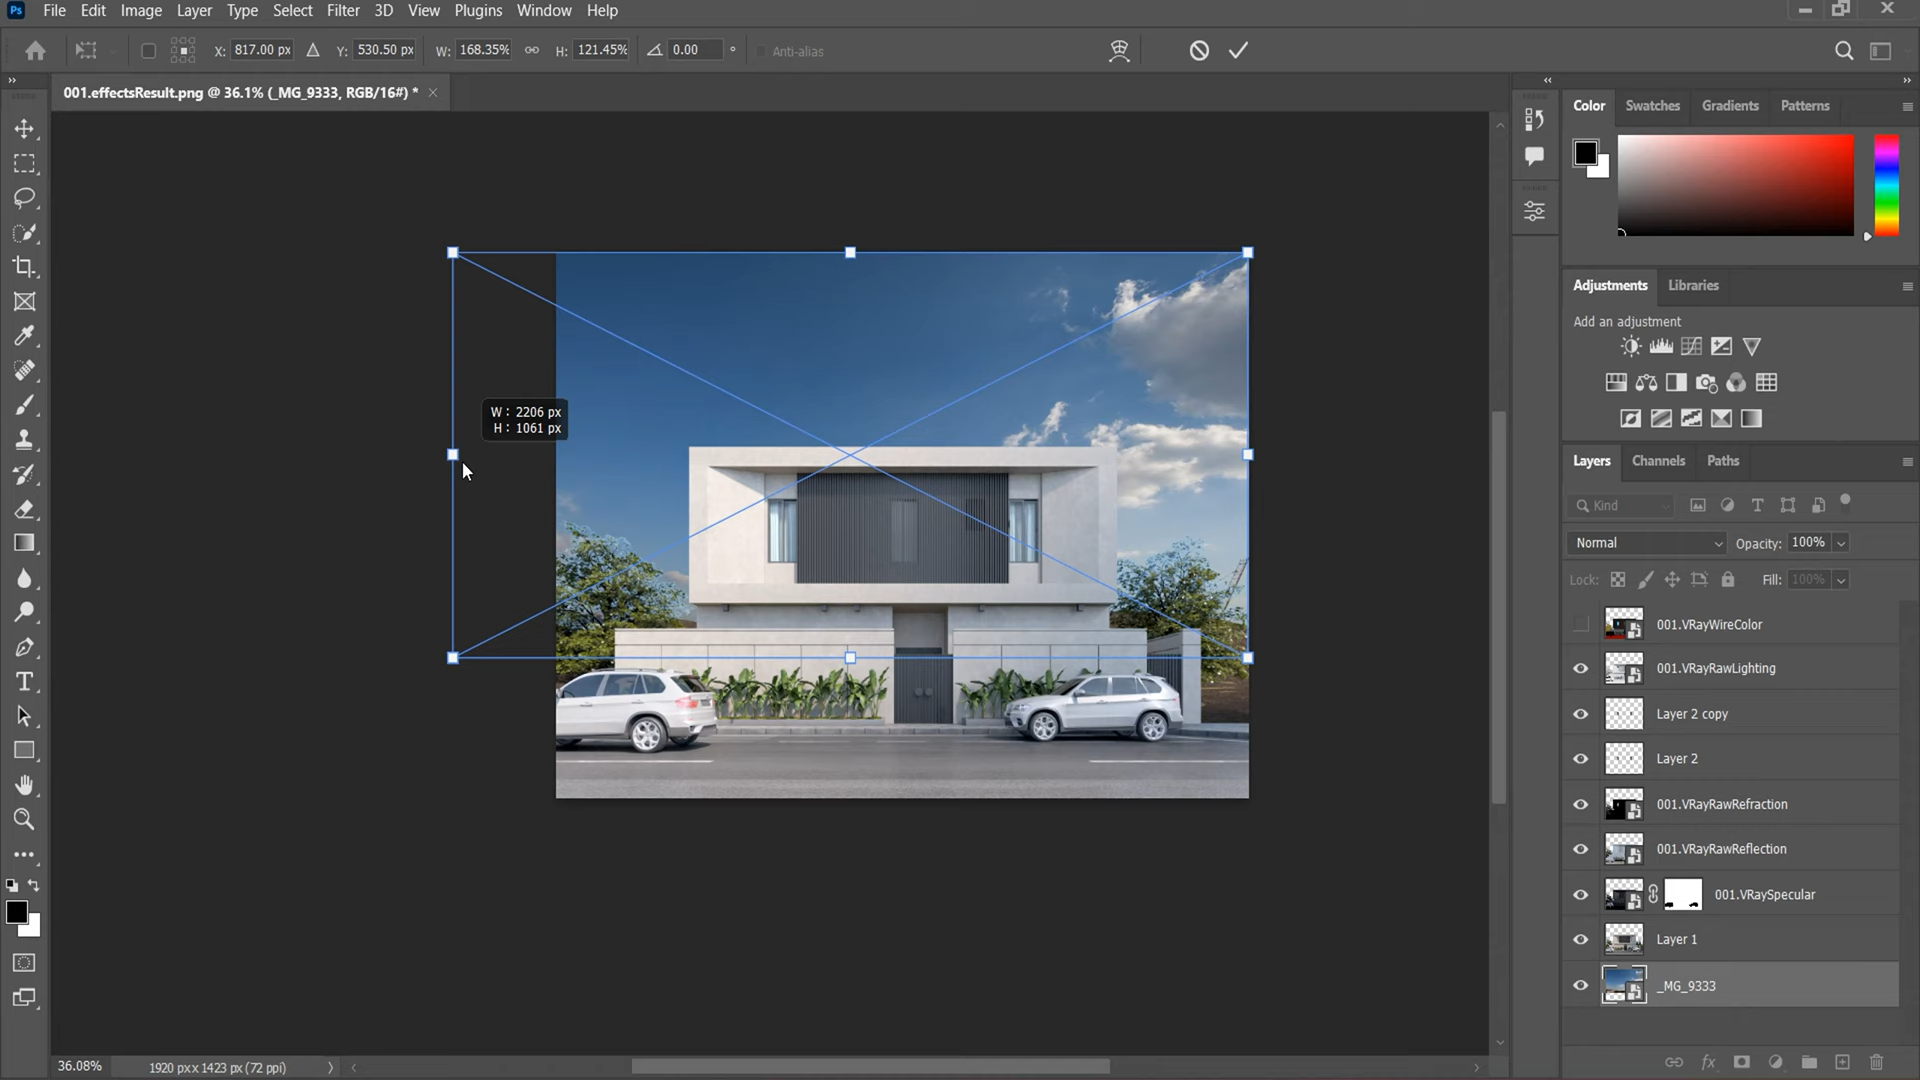 Ps File Edit Image Layer Type Select Filter 3D View Plugins Window Help
X: 817.00 px Y: 530.50 px W: 168.35% H: 121.45% 0.00 ° Anti-alias
001.effectsResult.png @ 36.1% (_MG_9333, RGB/16#) *
Color Swatches Gradients Patterns
Adjustments Libraries
Add an adjustment
W: 2206 px
H: 1061 px
Layers Channels Paths
Kind
Normal Opacity: 100%
Lock: Fill: 100%
001.VRayWireColor
001.VRayRawLighting
Layer 2 copy
Layer 2
001.VRayRawRefraction
001.VRayRawReflection
001.VRaySpecular
Layer 1
_MG_9333
36.08% 1920 px x 1423 px (72 ppi)
fx